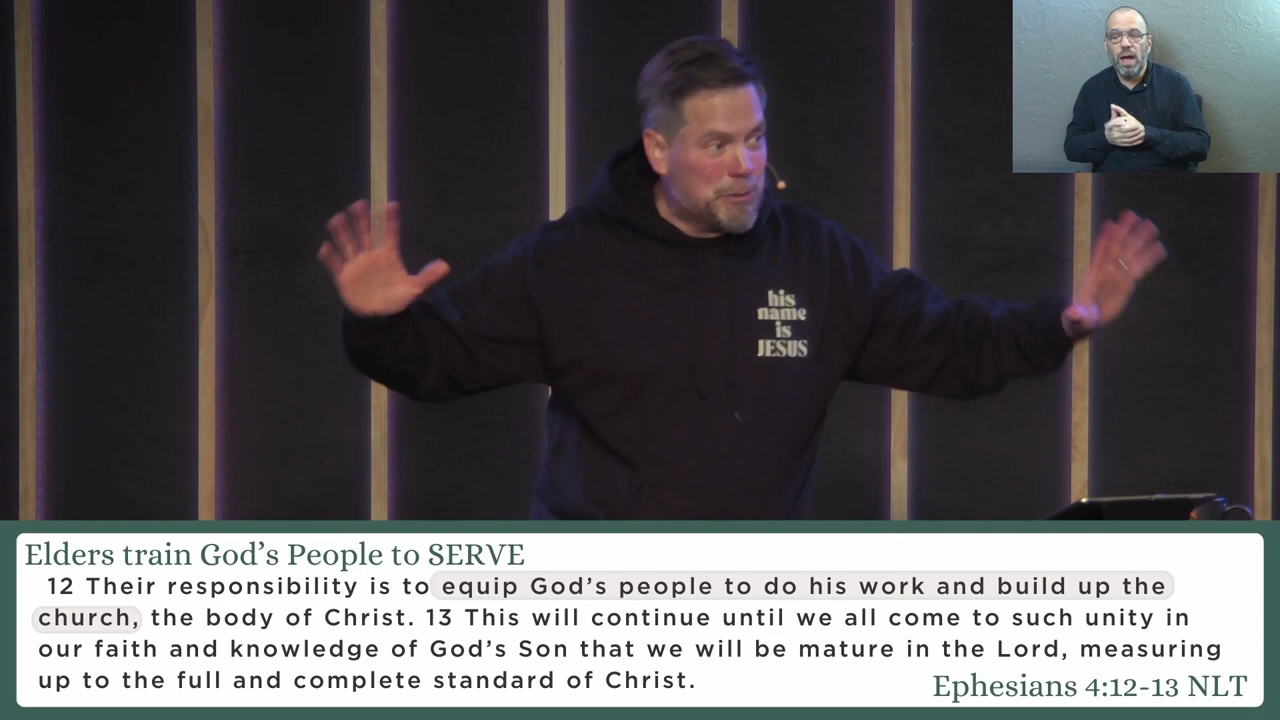 his
name
is
JESUS
Elders train God's People to SERVE
12 Their responsibility is to equip God's people to do his work and build up the
church, the body of Christ. 13 This will continue until we all come to such unity in
our faith and knowledge of God's Son that we will be mature in the Lord, measuring
up to the full and complete standard of Christ.
Ephesians 4:12-13 NLT